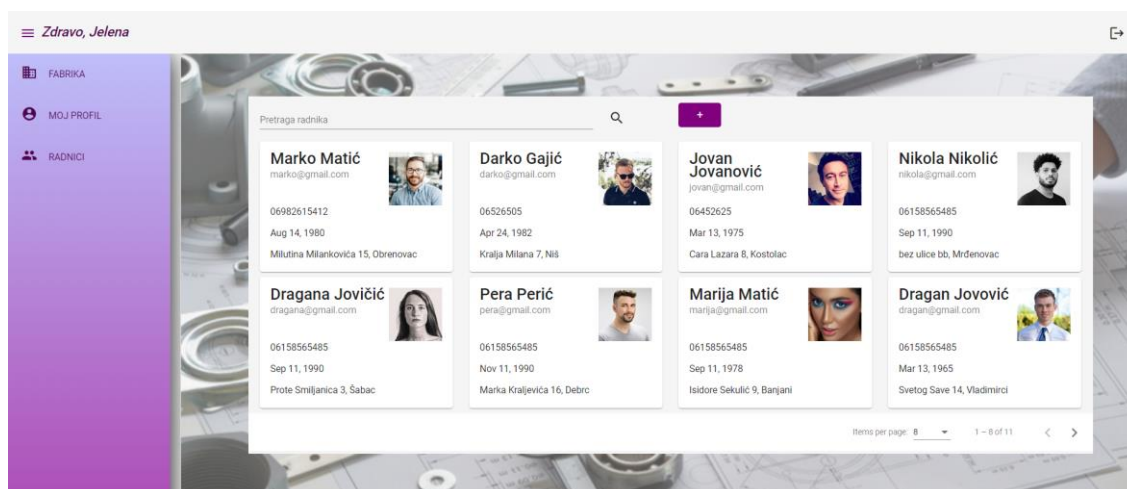 Zdravo, Jelena
FABRIKA
MOJ PROFIL
RADNICI
Pretraga radnika
+
Marko Matić
marko@gmail.com
06982615412
Aug 14, 1980
Milutina Milankovića 15, Obrenovac
Darko Gajić
darko@gmail.com
06526505
Apr 24, 1982
Kralja Milana 7, Niš
Jovan
Jovanović
jovan@gmail.com
06452625
Mar 13, 1975
Cara Lazara 8, Kostolac
Nikola Nikolić
nikola@gmail.com
06158565485
Sep 11, 1990
bez ulice bb, Mrđenovac
Dragana Jovičić
dragana@gmail.com
06158565485
Sep 11, 1990
Prote Smiljanica 3, Šabac
Pera Perić
pera@gmail.com
06158565485
Nov 11, 1990
Marka Kraljevića 16, Debrc
Marija Matić
marija@gmail.com
06158565485
Sep 11, 1978
Isidore Sekulić 9, Banjani
Dragan Jovović
dragan@gmail.com
06158565485
Mar 13, 1965
Svetog Save 14, Vladimirci
Items per page: 8 1 – 8 of 11